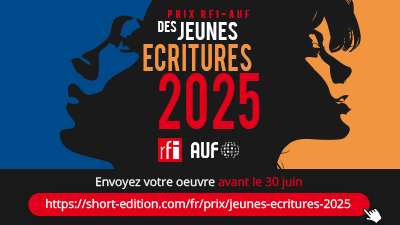 PRIX RFI-AUF
DES JEUNES
ECRITURES
2025
rfi AUF
Envoyez votre oeuvre avant le 30 juin
https://short-edition.com/fr/prix/jeunes-ecritures-2025